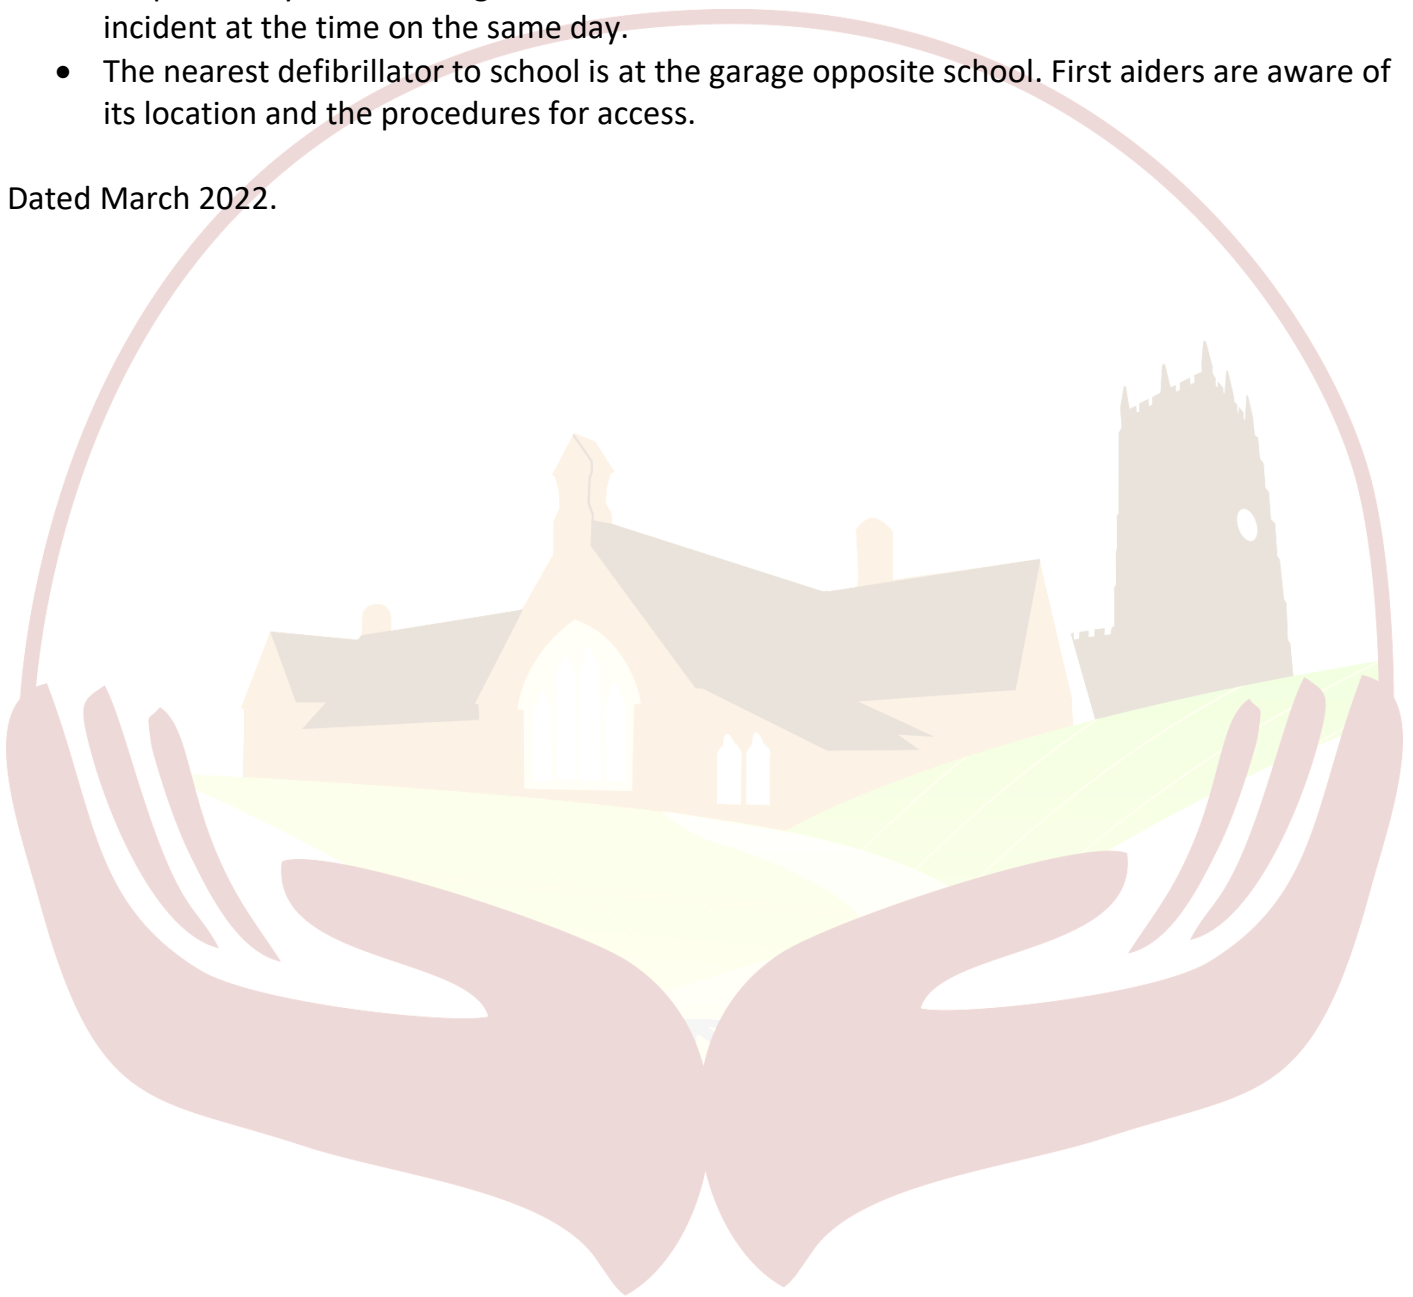 incident at the time on the same day.
• The nearest defibrillator to school is at the garage opposite school. First aiders are aware of
its location and the procedures for access.
Dated March 2022.